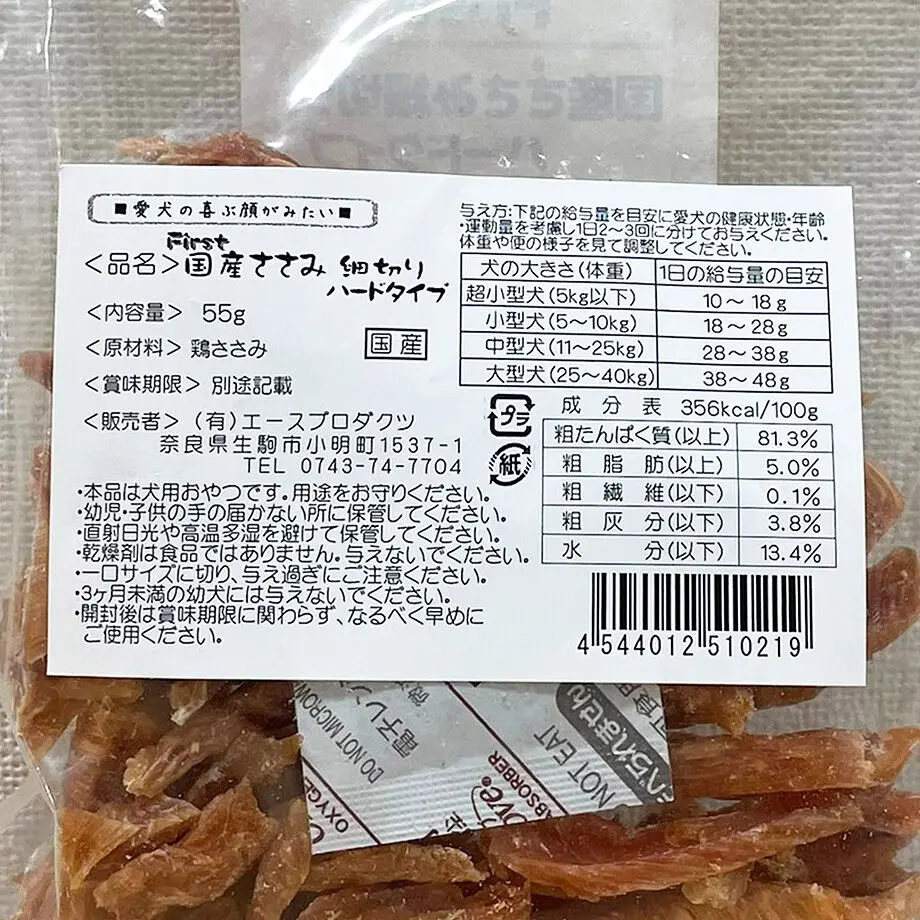 ■愛犬の喜ぶ顔がみたい■
First
<品名>国産ささみ 細切り
ハードタイプ
<内容量> 55g
<原材料> 鶏ささみ
国産
<賞味期限> 別途記載
<販売者> (有)エースプロダクツ
奈良県生駒市小明町1537-1
TEL 0743-74-7704
・本品は犬用おやつです。用途をお守りください。
・幼児・子供の手の届かない所に保管してください。
・直射日光や高温多湿を避けて保管してください。
・乾燥剤は食品ではありません。与えないでください。
・一口サイズに切り、与え過ぎにご注意ください。
・3ヶ月未満の幼犬には与えないでください。
・開封後は賞味期限に関わらず、なるべく早めに
ご使用ください。
与え方:下記の給与量を目安に愛犬の健康状態・年齢
・運動量を考慮し1日2～3回に分けてお与えください。
体重や便の様子を見て調整してください。
犬の大きさ(体重) 1日の給与量の目安
超小型犬(5kg以下) 10～18g
小型犬(5～10kg) 18～28g
中型犬(11～25kg) 28～38g
大型犬(25～40kg) 38～48g
プラ
紙
成分表 356kcal/100g
粗たんぱく質(以上) 81.3%
粗脂肪(以上) 5.0%
粗繊維(以下) 0.1%
粗灰分(以下) 3.8%
水分(以下) 13.4%
4 544012 510219
電子レン
DO NOT MICROW
OXYGE
ABSORBER
NOT EAT
べられません